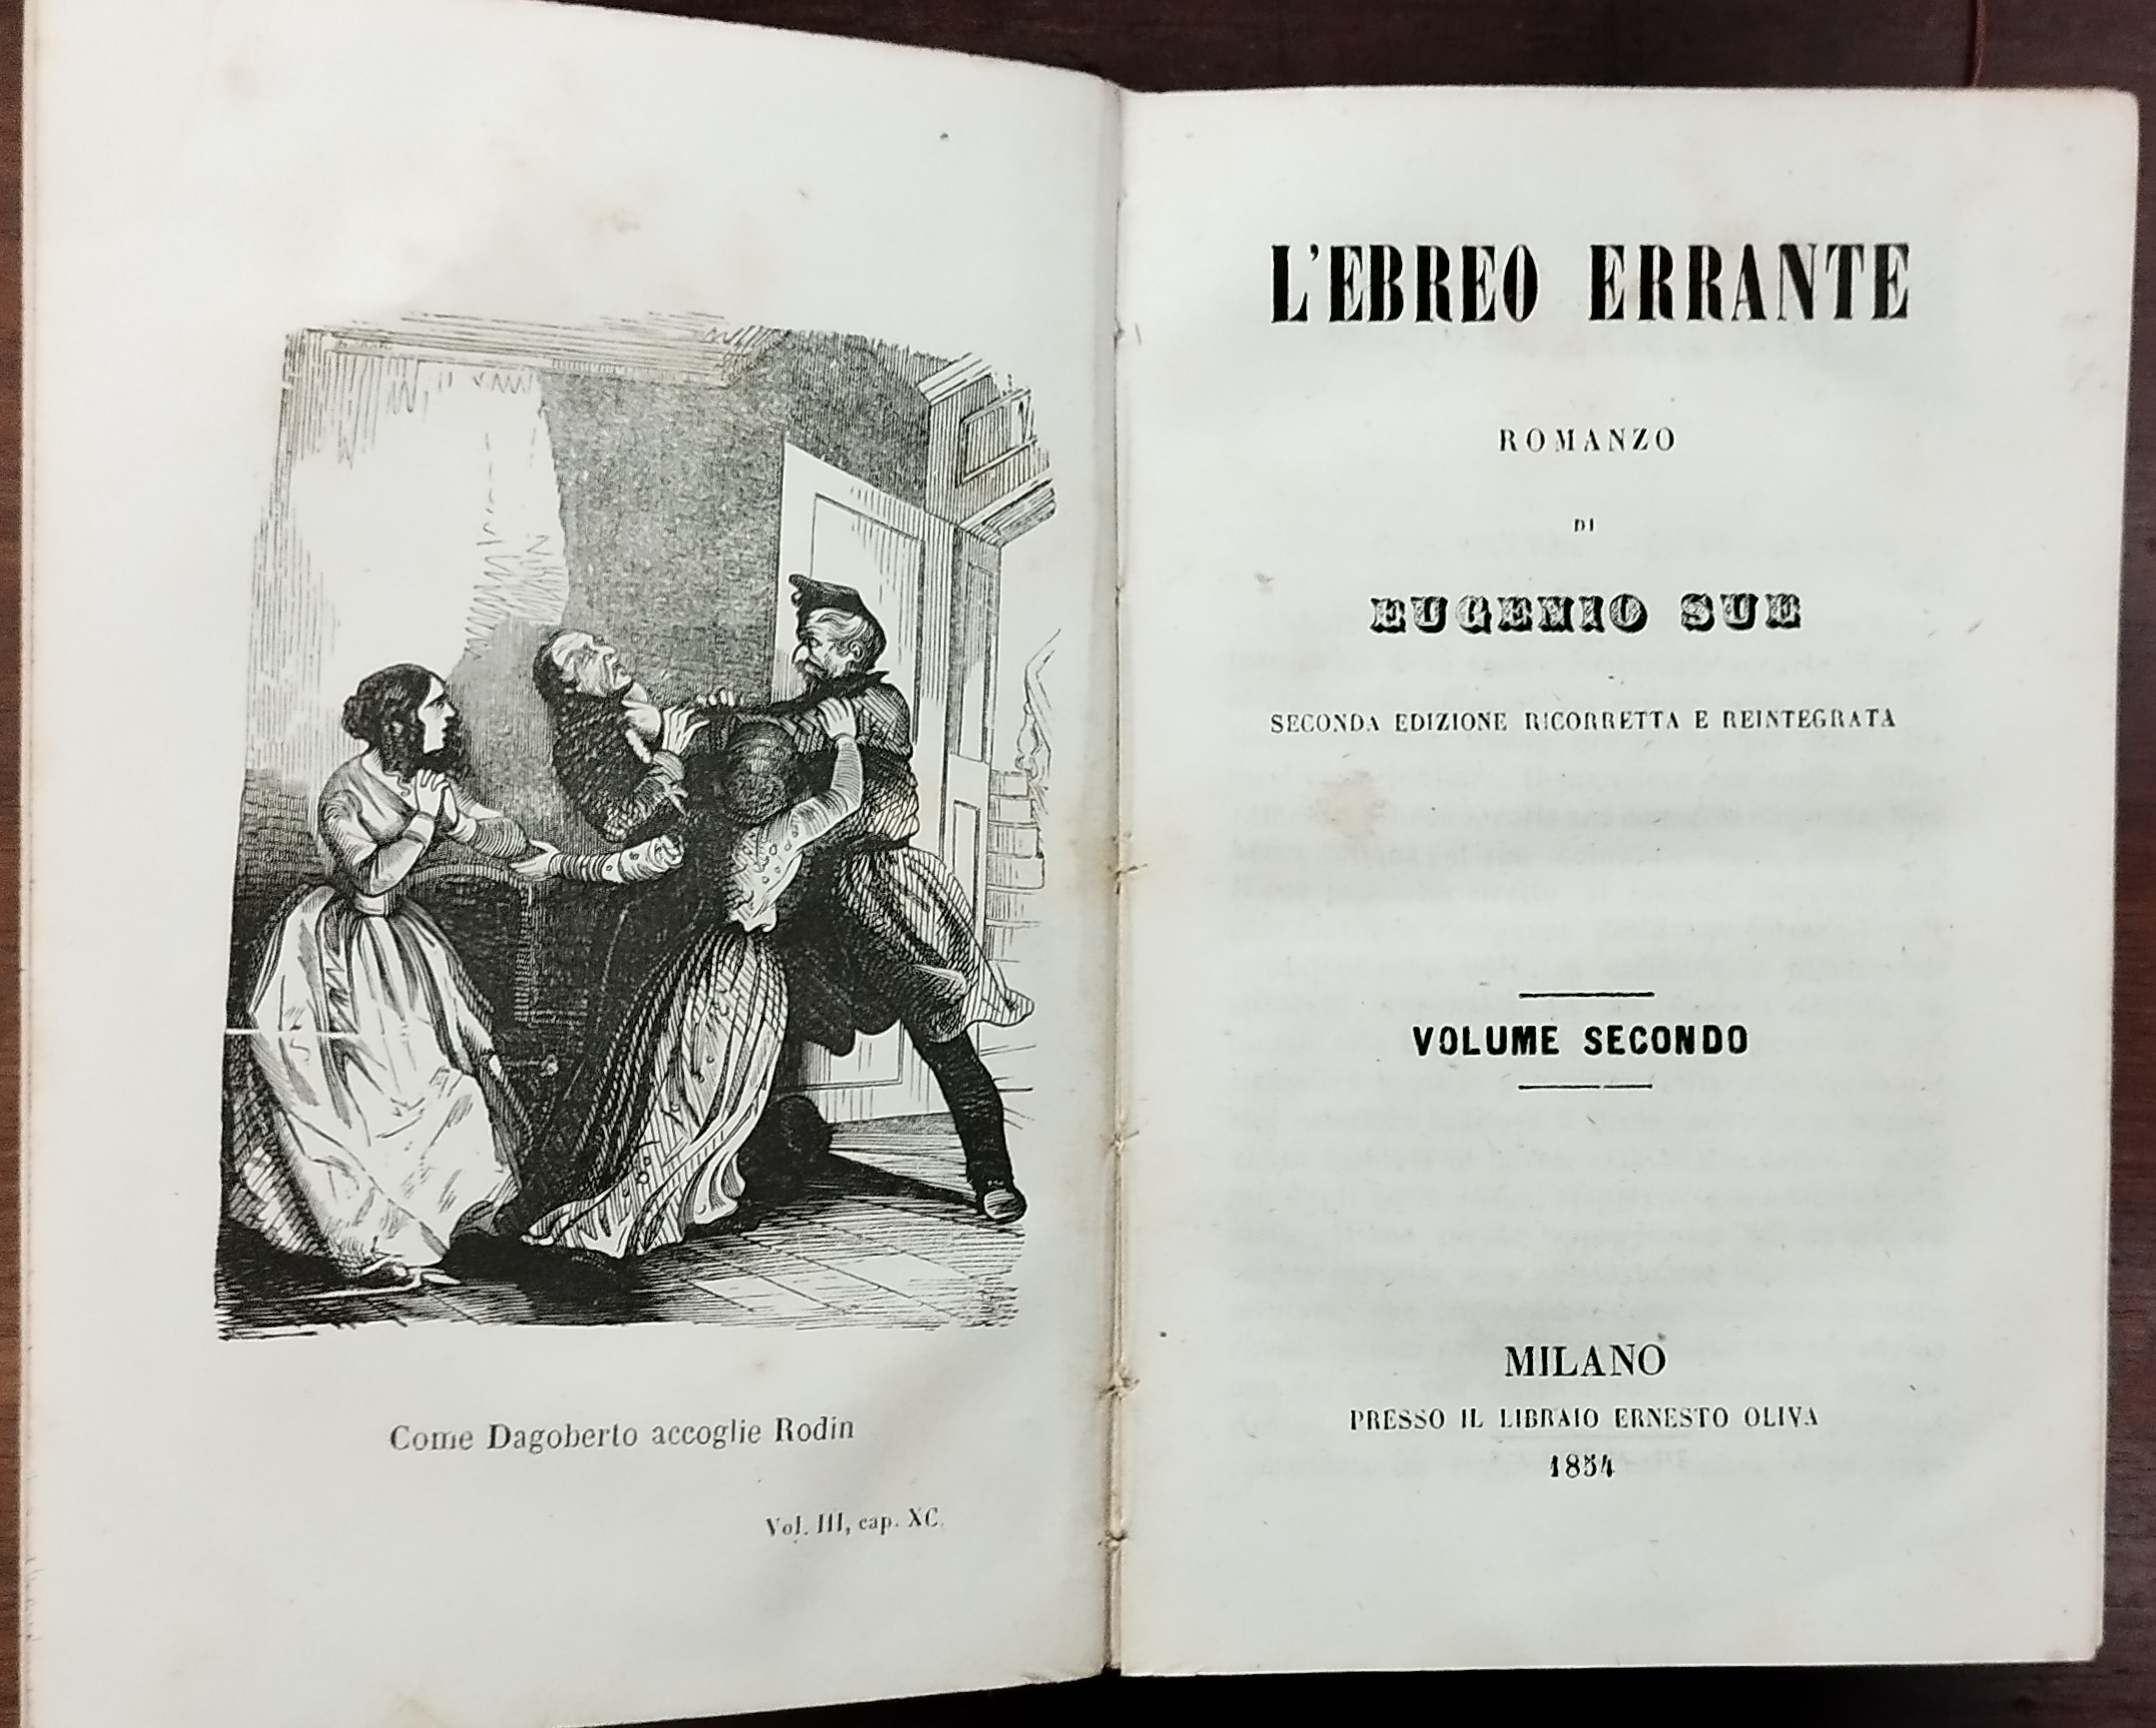 Come Dagoberto accoglie Rodin
Vol. III, cap. XC.
L'EBREO ERRANTE
ROMANZO
DI
EUGENIO SUE
SECONDA EDIZIONE RICORRETTA E REINTEGRATA
VOLUME SECONDO
MILANO
PRESSO IL LIBRAIO ERNESTO OLIVA
1854